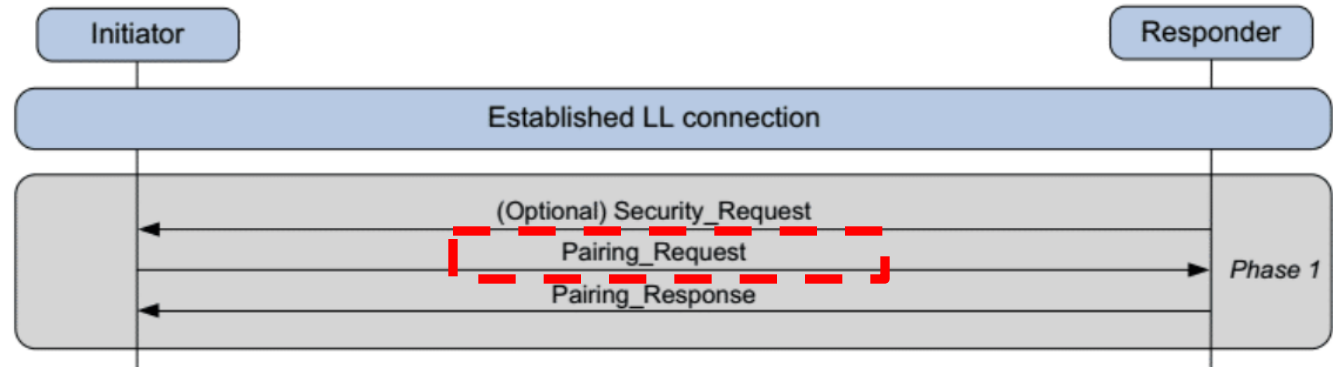 Initiator
Responder
Established LL connection
(Optional) Security_Request
Pairing_Request
Phase 1
Pairing_Response